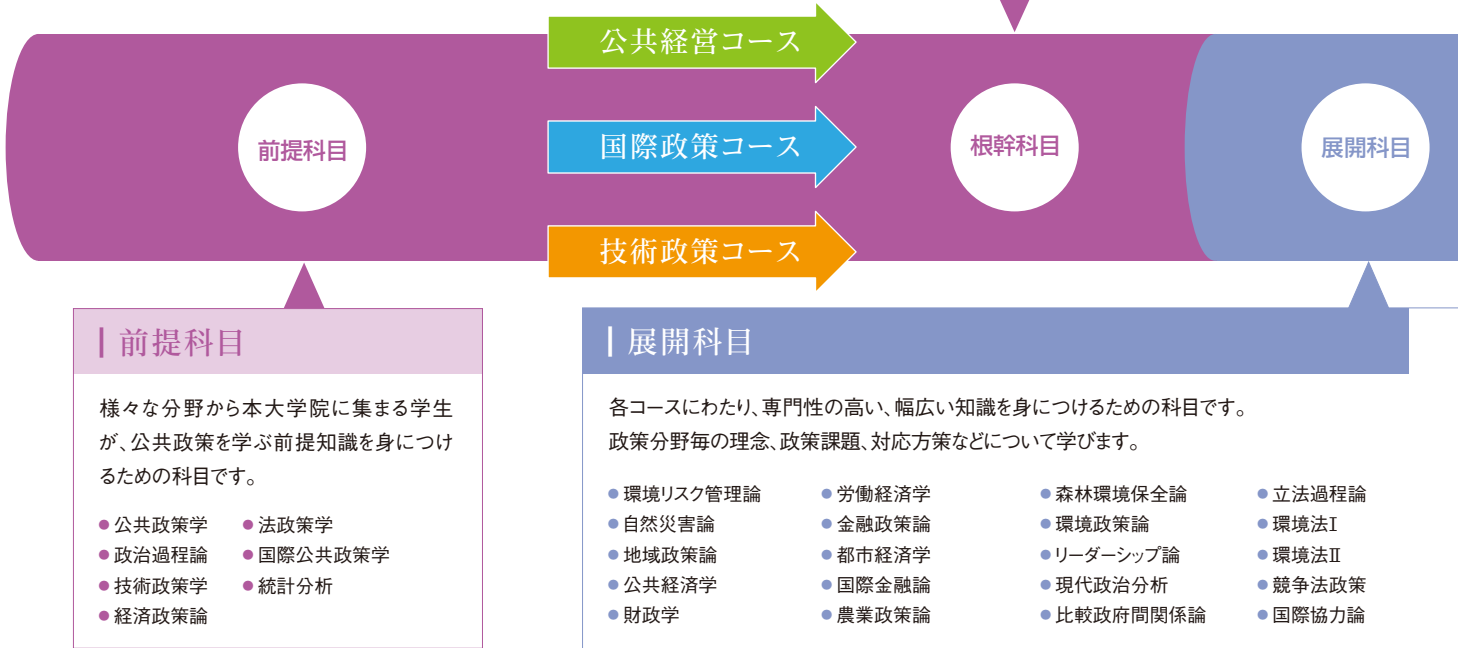 公共経営コース
前提科目
国際政策コース
根幹科目
展開科目
技術政策コース
前提科目
様々な分野から本大学院に集まる学生
が、公共政策を学ぶ前提知識を身につけ
るための科目です。
●公共政策学 ●法政策学
●政治過程論 ●国際公共政策学
●技術政策学 ●統計分析
●経済政策論
展開科目
各コースにわたり、専門性の高い、幅広い知識を身につけるための科目です。
政策分野毎の理念、政策課題、対応方策などについて学びます。
●環境リスク管理論 ●労働経済学 ●森林環境保全論 ●立法過程論
●自然災害論 ●金融政策論 ●環境政策論 ●環境法Ⅰ
●地域政策論 ●都市経済学 ●リーダーシップ論 ●環境法Ⅱ
●公共経済学 ●国際金融論 ●現代政治分析 ●競争法政策
●財政学 ●農業政策論 ●比較政府間関係論 ●国際協力論